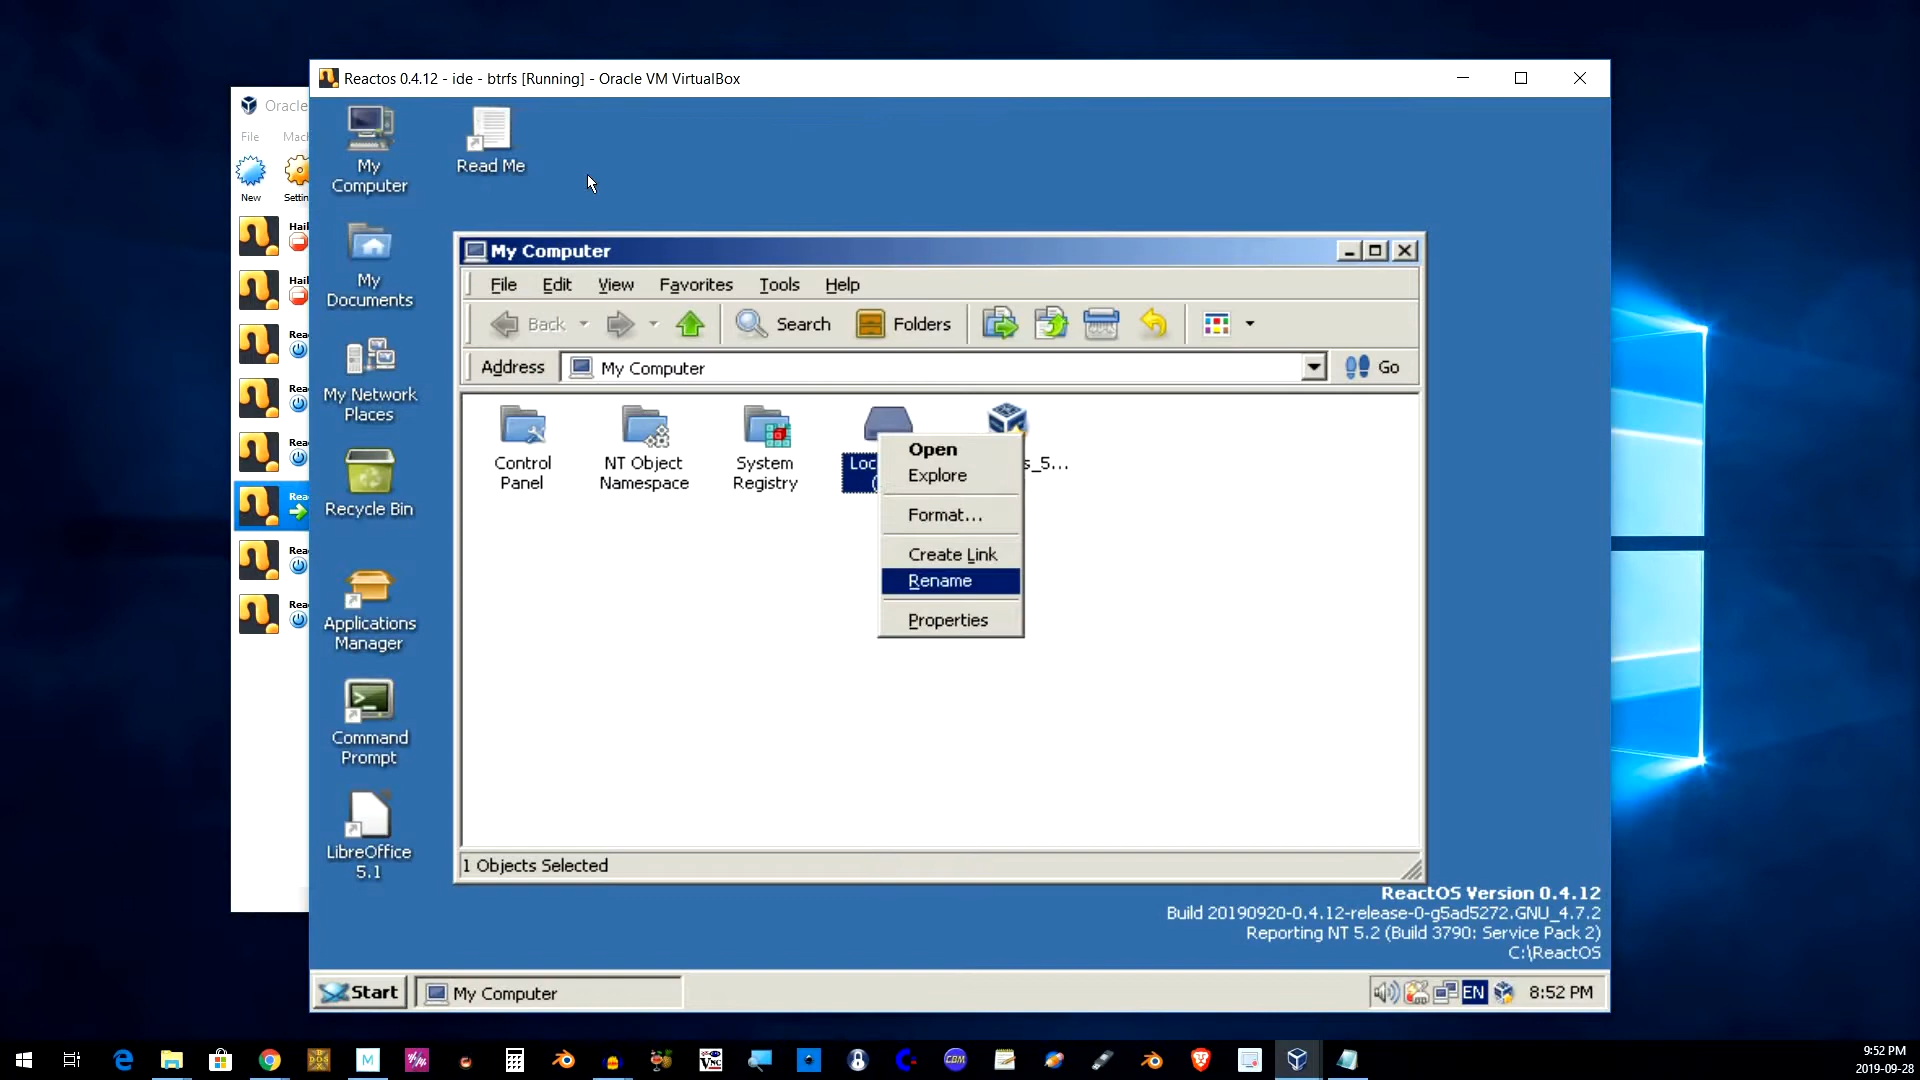 Reactos 0.4.12 - ide - btrfs [Running] - Oracle VM VirtualBox
Oracle
File
New
My
Computer
Read Me
My
Documents
My Network
Places
Recycle Bin
Applications
Manager
Command
Prompt
LibreOffice
5.1
My Computer
File Edit View Favorites Tools Help
Back Search Folders
Address My Computer Go
Control
Panel
NT Object
Namespace
System
Registry
Open
Explore
Format...
Create Link
Rename
Properties
1 Objects Selected
ReactOS Version 0.4.12
Build 20190920-0.4.12-release-0-g5ad5272.GNU_4.7.2
Reporting NT 5.2 (Build 3790: Service Pack 2)
C:\ReactOS
Start My Computer EN 8:52 PM
9:52 PM
2019-09-28